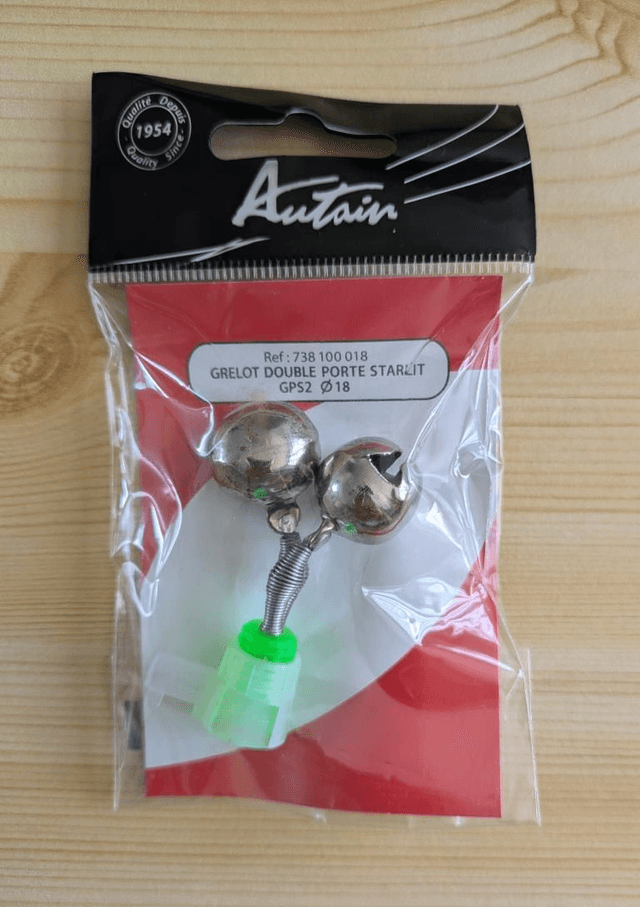 Qualité Depuis
1954
Quality Since
Autain
Ref : 738 100 018
GRELOT DOUBLE PORTE STARLIT
GPS2 Ø18